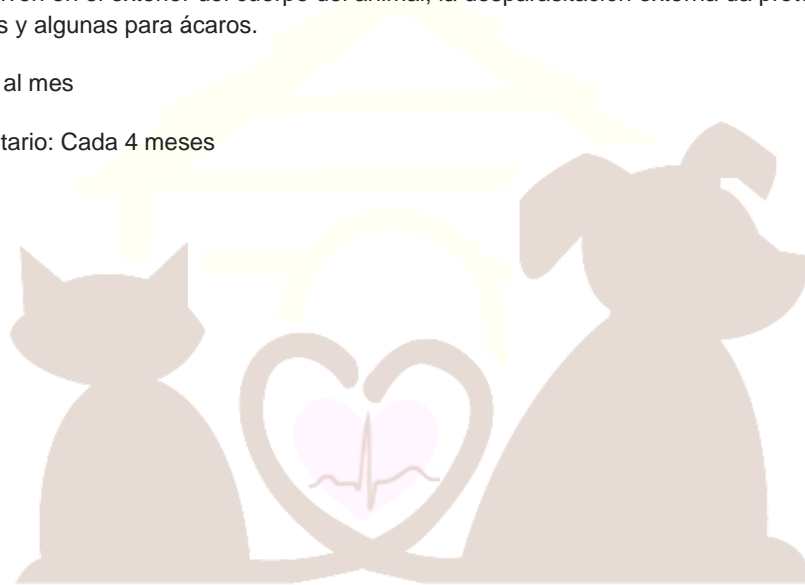 en el exterior del cuerpo del animal, la desparasitación externa da
s y algunas para ácaros.
al mes
tario: Cada 4 meses